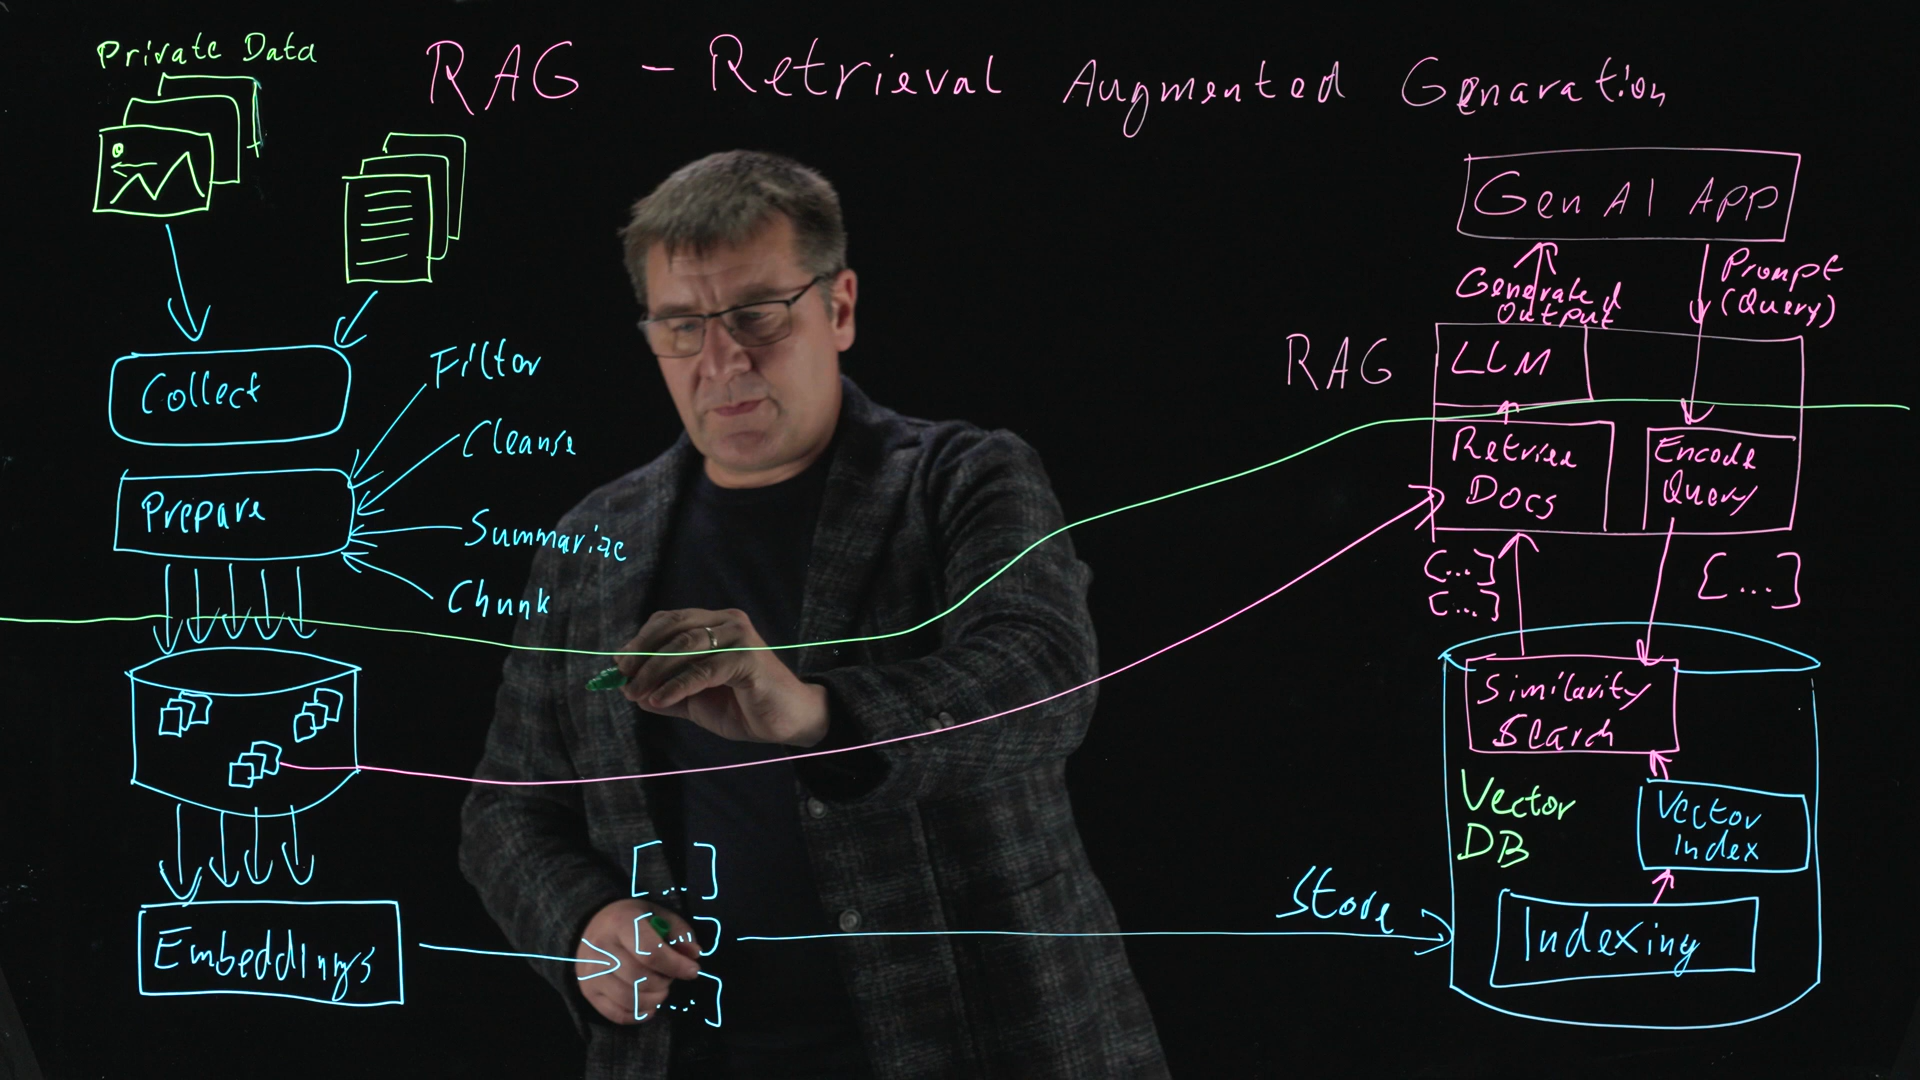 Private Data
RAG - Retrieval Augmented Genaration
Gen AI App
Generated
Output
Prompt
(Query)
RAG
LLM
Collect
Filter
Cleanse
Prepare
Summarize
Chunk
Retriee
Docs
Encode
Query
[...]
[...]
[...]
Similarity
Search
Vector
DB
Vector
Index
[...]
[....]
[....]
Store
Embeddings
Indexing